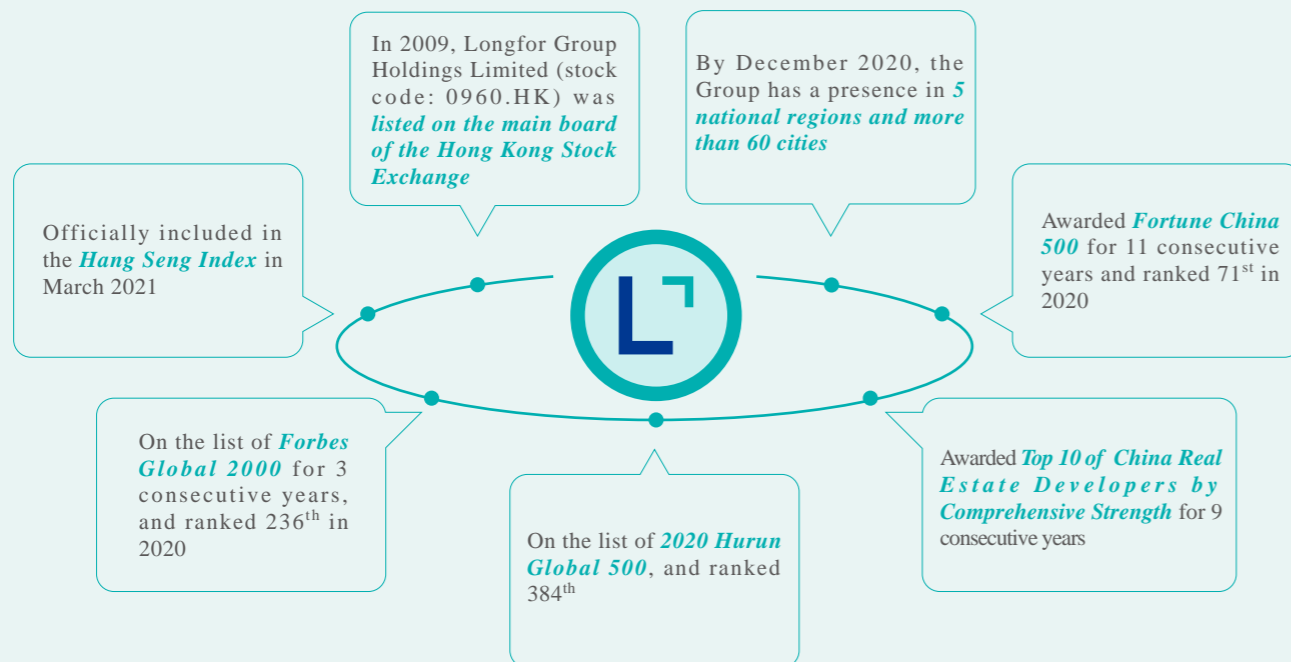 In 2009, Longfor Group
Holdings Limited (stock
code: 0960.HK) was
listed on the main board
of the Hong Kong Stock
Exchange
By December 2020, the
Group has a presence in 5
national regions and more
than 60 cities
Officially included in
the Hang Seng Index in
March 2021
Awarded Fortune China
500 for 11 consecutive
years and ranked 71st in
2020
On the list of Forbes
Global 2000 for 3
consecutive years,
and ranked 236th in
2020
On the list of 2020 Hurun
Global 500, and ranked
384th
Awarded Top 10 of China Real
Estate Developers by
Comprehensive Strength for 9
consecutive years